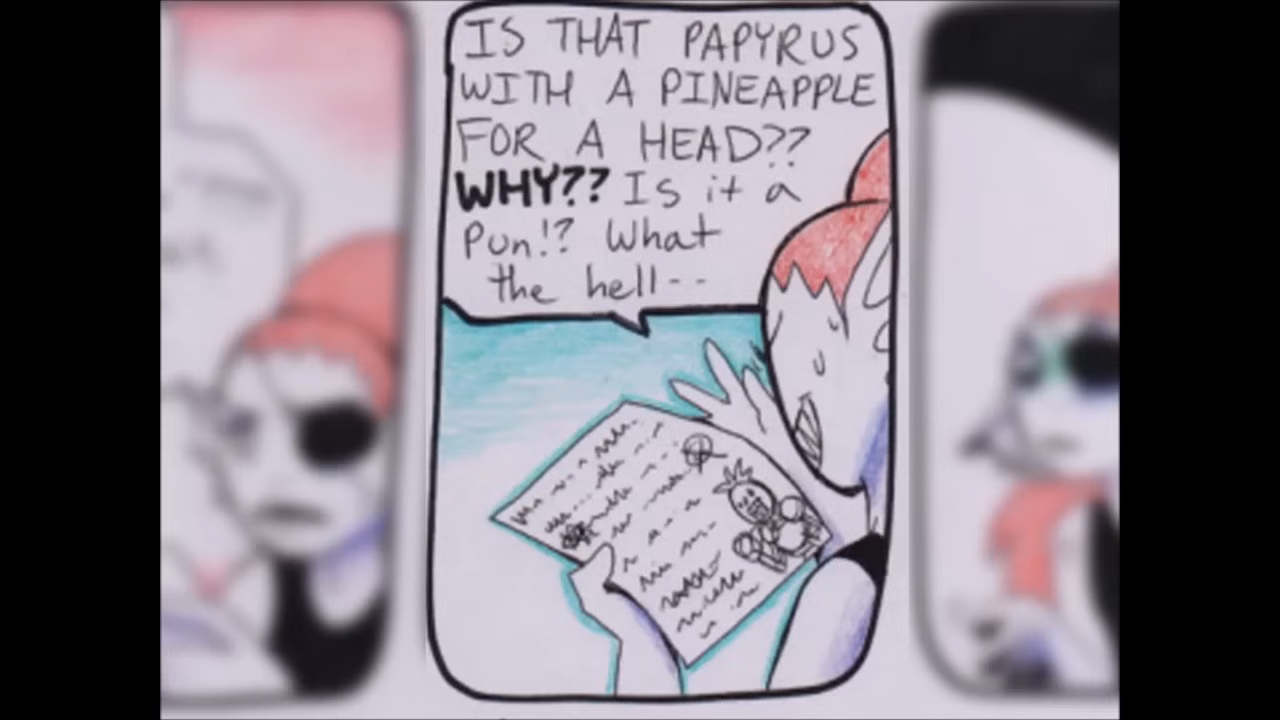 IS THAT PAPYRUS
WITH A PINEAPPLE
FOR A HEAD??
WHY?? Is it a
Pun!? What
the hell--